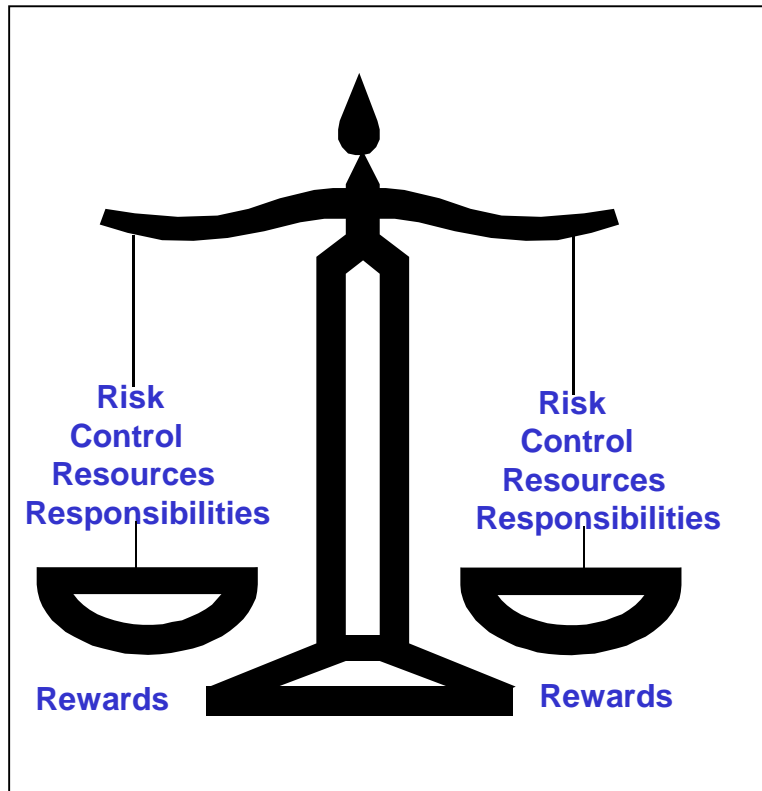 Risk
Control
Resources
Responsibilities
Rewards
Risk
Control
Resources
Responsibilities
Rewards